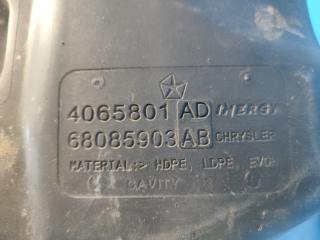 4065801 AD INERGY
68085903 AB CHRYSLER
MATERIAL:> HDPE, LDPE, EVOH
CAVITY